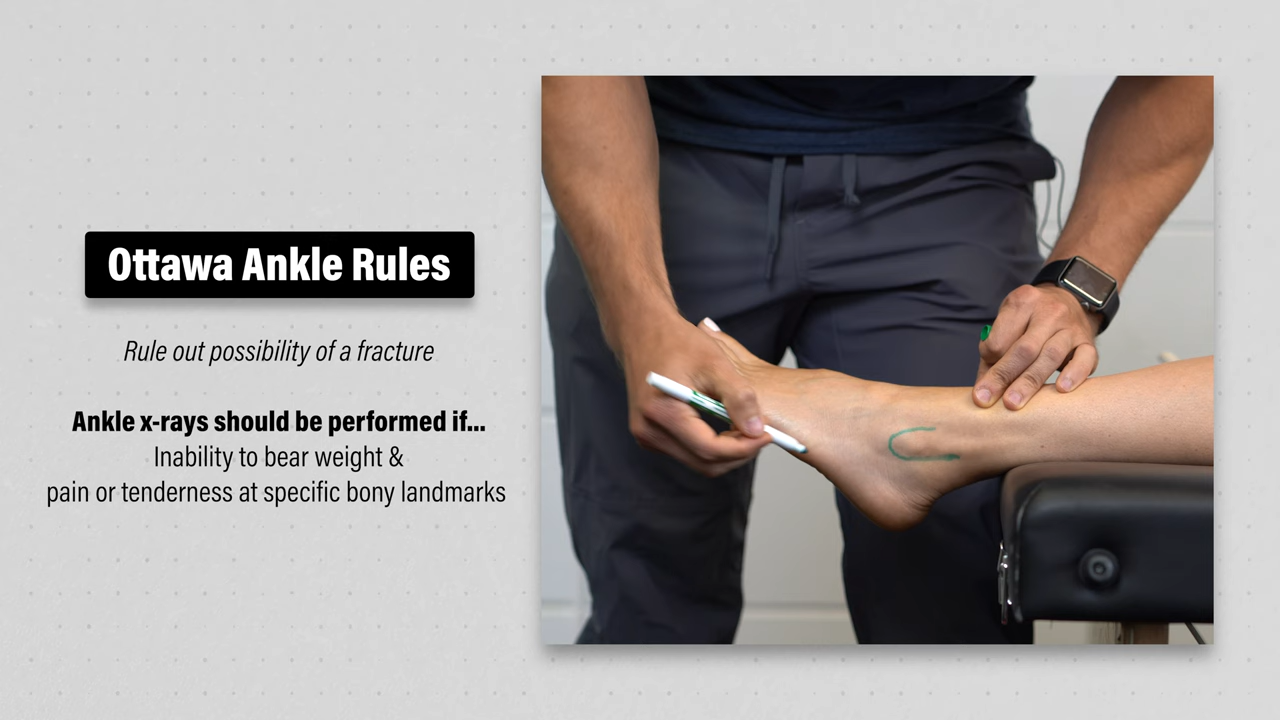 Ottawa Ankle Rules
Rule out possibility of a fracture
Ankle x-rays should be performed if...
Inability to bear weight &
pain or tenderness at specific bony landmarks